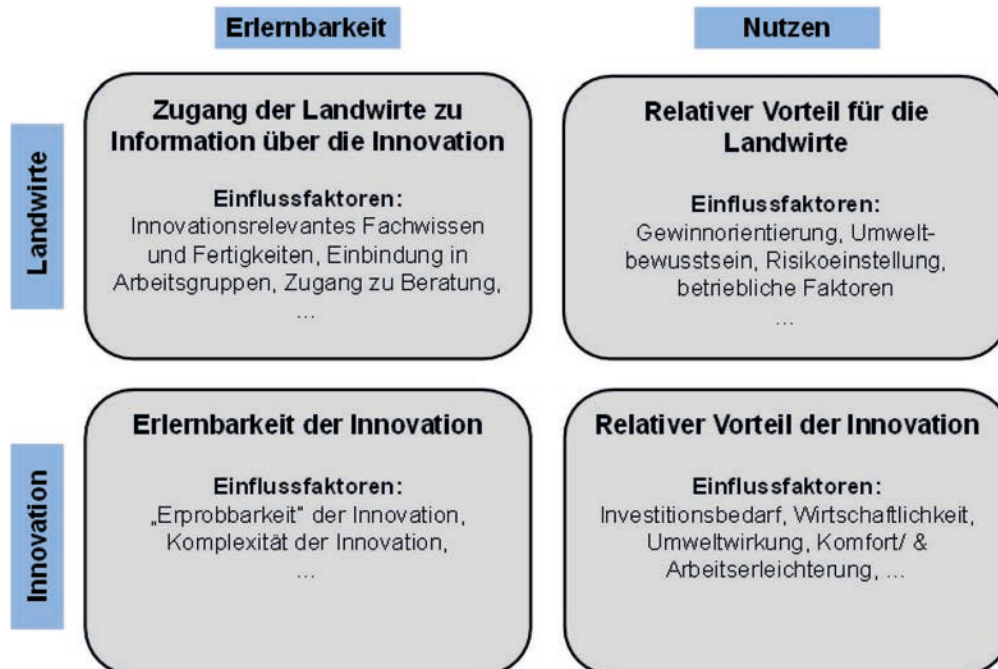 Erlernbarkeit
Nutzen
Landwirte
Zugang der Landwirte zu
Information über die Innovation
Einflussfaktoren:
Innovationsrelevantes Fachwissen
und Fertigkeiten, Einbindung in
Arbeitsgruppen, Zugang zu Beratung,
...
Relativer Vorteil für die
Landwirte
Einflussfaktoren:
Gewinnorientierung, Umwelt-
bewusstsein, Risikoeinstellung,
betriebliche Faktoren
...
Innovation
Erlernbarkeit der Innovation
Einflussfaktoren:
„Erprobbarkeit“ der Innovation,
Komplexität der Innovation,
...
Relativer Vorteil der Innovation
Einflussfaktoren:
Investitionsbedarf, Wirtschaftlichkeit,
Umweltwirkung, Komfort/ &
Arbeitserleichterung, ...